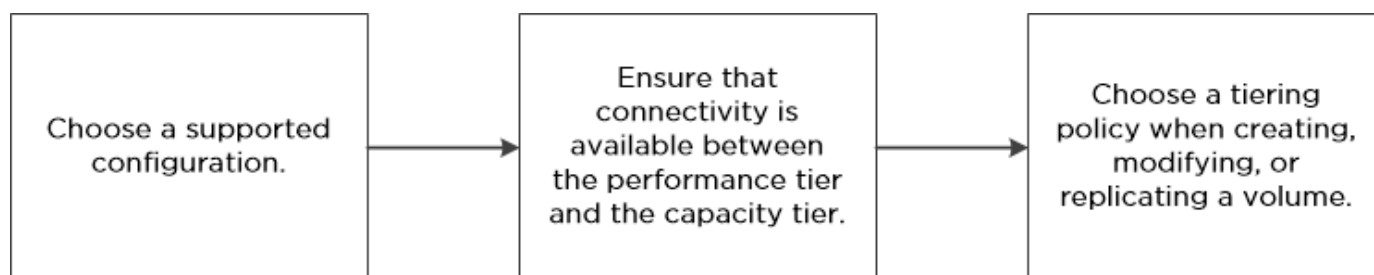 Choose a supported
configuration.
Ensure that
connectivity is
available between
the performance tier
and the capacity tier.
Choose a tiering
policy when creating,
modifying, or
replicating a volume.